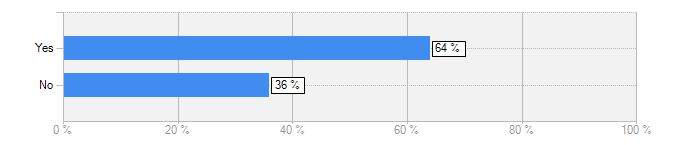 Yes 64 %
No 36 %
0 % 20 % 40 % 60 % 80 % 100 %